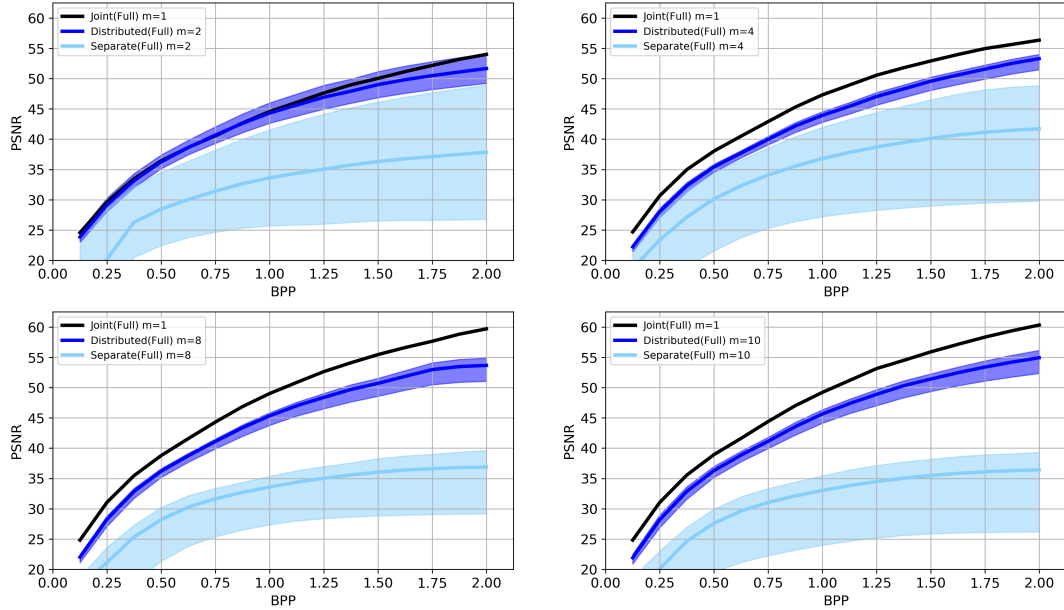 Joint(Full) m=1
Distributed(Full) m=2
Separate(Full) m=2
60
55
50
45
40
35
30
25
20
PSNR
0.00 0.25 0.50 0.75 1.00 1.25 1.50 1.75 2.00
BPP
Joint(Full) m=1
Distributed(Full) m=4
Separate(Full) m=4
60
55
50
45
40
35
30
25
20
PSNR
0.00 0.25 0.50 0.75 1.00 1.25 1.50 1.75 2.00
BPP
Joint(Full) m=1
Distributed(Full) m=8
Separate(Full) m=8
60
55
50
45
40
35
30
25
20
PSNR
0.00 0.25 0.50 0.75 1.00 1.25 1.50 1.75 2.00
BPP
Joint(Full) m=1
Distributed(Full) m=10
Separate(Full) m=10
60
55
50
45
40
35
30
25
20
PSNR
0.00 0.25 0.50 0.75 1.00 1.25 1.50 1.75 2.00
BPP